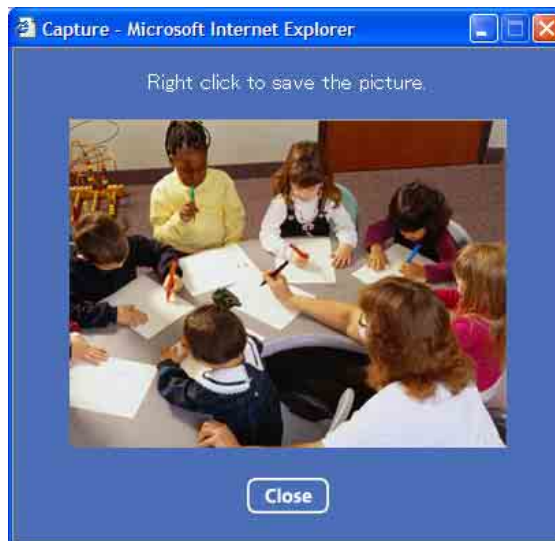 Capture - Microsoft Internet Explorer
Right click to save the picture.
Close